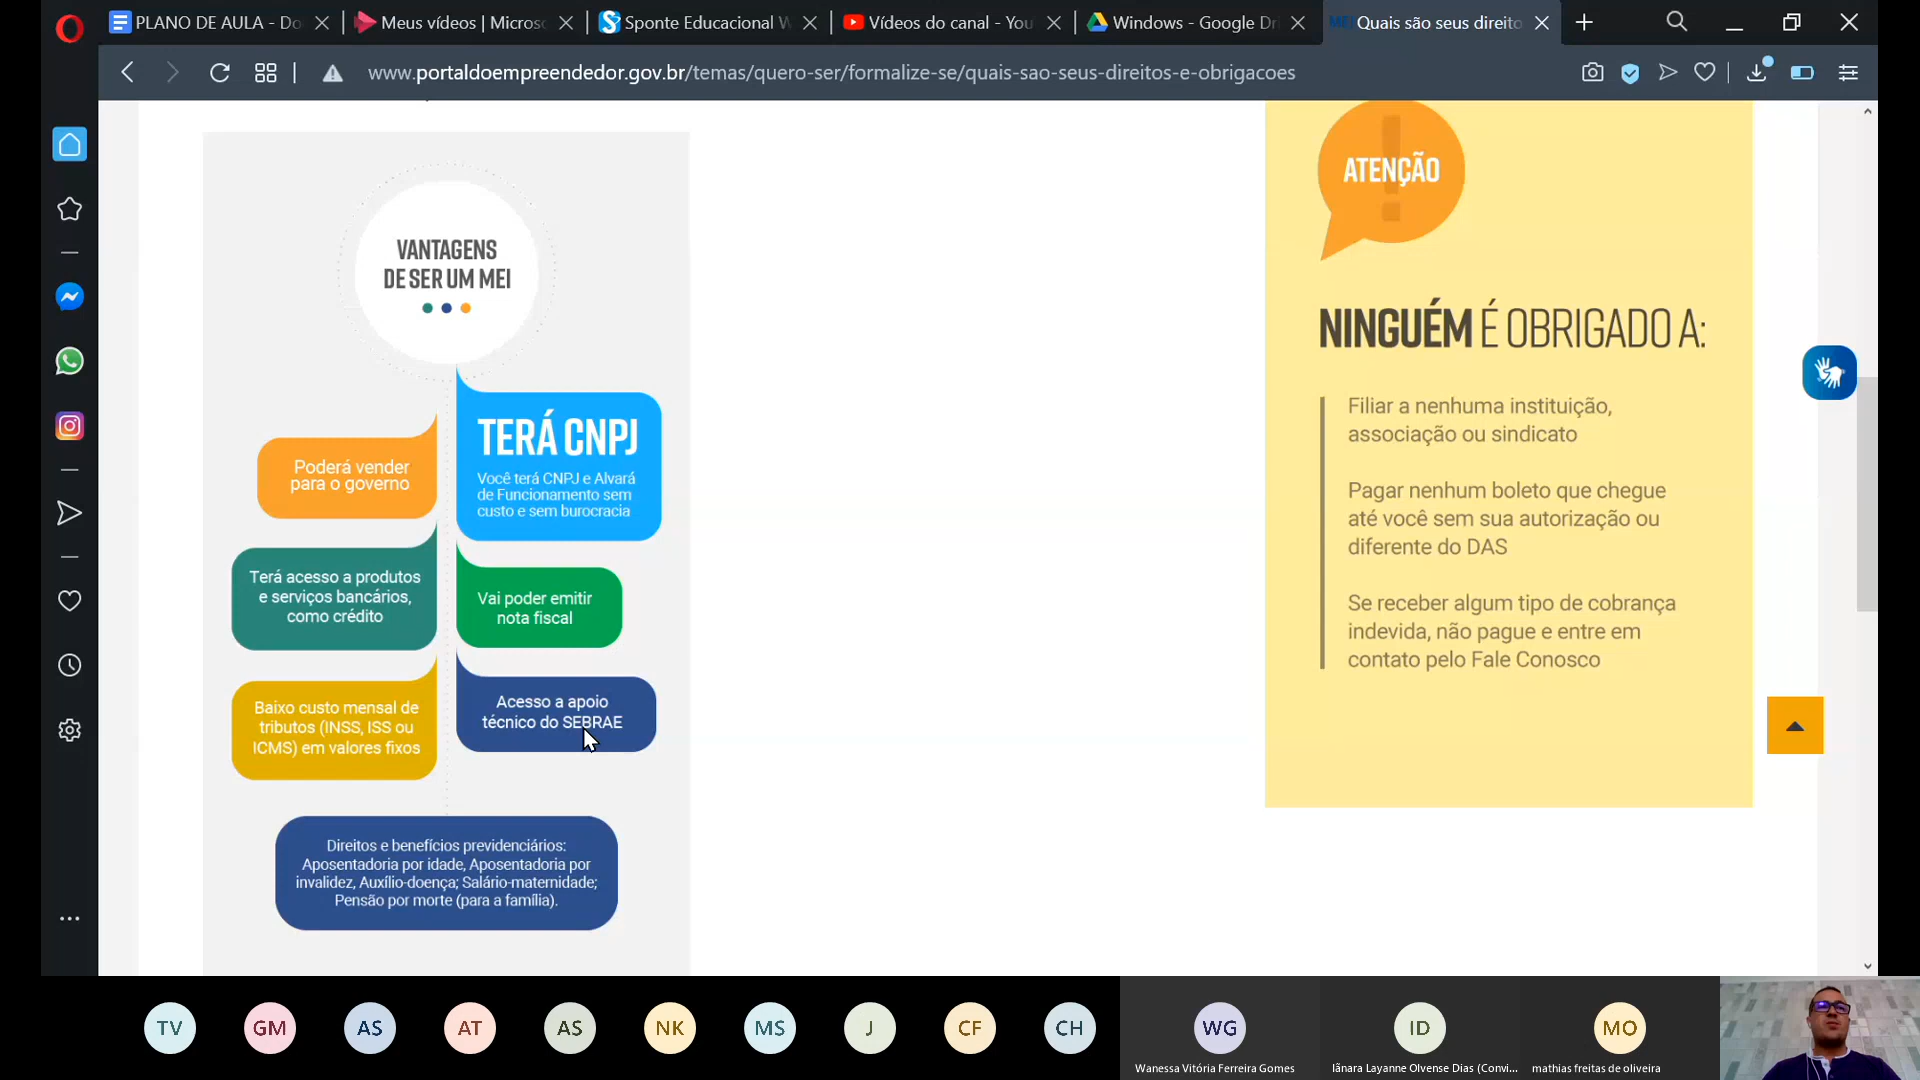 PLANO DE AULA - Do
Meus vídeos | Micros
Sponte Educacional W
Vídeos do canal - You
Windows - Google Dri
Quais são seus direito
www.portaldoempreendedor.gov.br/temas/quero-ser/formalize-se/quais-sao-seus-direitos-e-obrigacoes
VANTAGENS
DE SER UM MEI
TERÁ CNPJ
Você terá CNPJ e Alvará
de Funcionamento sem
custo e sem burocracia
Poderá vender
para o governo
Terá acesso a produtos
e serviços bancários,
como crédito
Vai poder emitir
nota fiscal
Baixo custo mensal de
tributos (INSS, ISS ou
ICMS) em valores fixos
Acesso a apoio
técnico do SEBRAE
Direitos e benefícios previdenciários:
Aposentadoria por idade, Aposentadoria por
invalidez, Auxílio-doença; Salário-maternidade;
Pensão por morte (para a família).
ATENÇÃO
NINGUÉM É OBRIGADO A:
Filiar a nenhuma instituição,
associação ou sindicato
Pagar nenhum boleto que chegue
até você sem sua autorização ou
diferente do DAS
Se receber algum tipo de cobrança
indevida, não pague e entre em
contato pelo Fale Conosco
TV
GM
AS
AT
AS
NK
MS
J
CF
CH
WG
ID
MO
Wanessa Vitória Ferreira Gomes
Iãnara Layanne Olvense Dias (Convi...
mathias freitas de oliveira